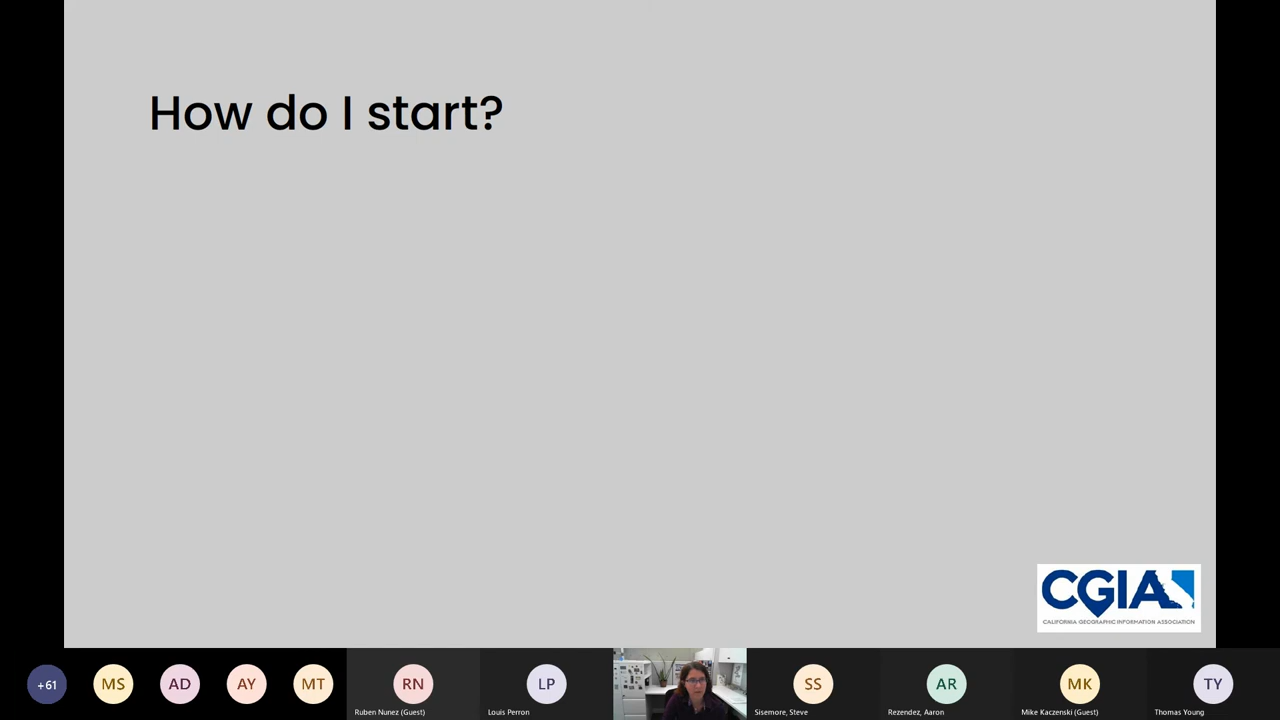 How do I start?
CGIA
CALIFORNIA GEOGRAPHIC INFORMATION ASSOCIATION
+61
MS
AD
AY
MT
RN
LP
SS
AR
MK
TY
Ruben Nunez (Guest)
Louis Perron
Sisemore, Steve
Rezendez, Aaron
Mike Kaczenski (Guest)
Thomas Young